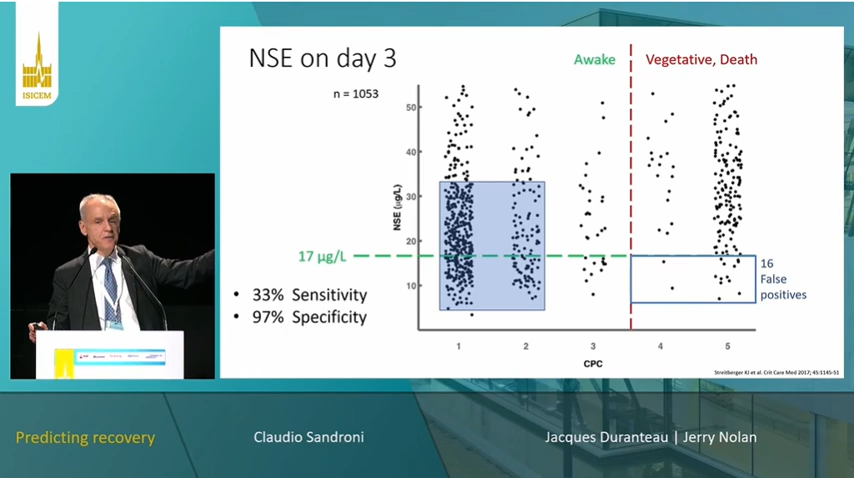 ISICEM
NSE on day 3
Awake
Vegetative, Death
n = 1053
50
40
30
20
10
NSE (µg/L)
17 µg/L
16
False
positives
• 33% Sensitivity
• 97% Specificity
1
2
3
4
5
CPC
Streitberger KJ et al. Crit Care Med 2017; 45:1145-51
Predicting recovery
Claudio Sandroni
Jacques Duranteau | Jerry Nolan